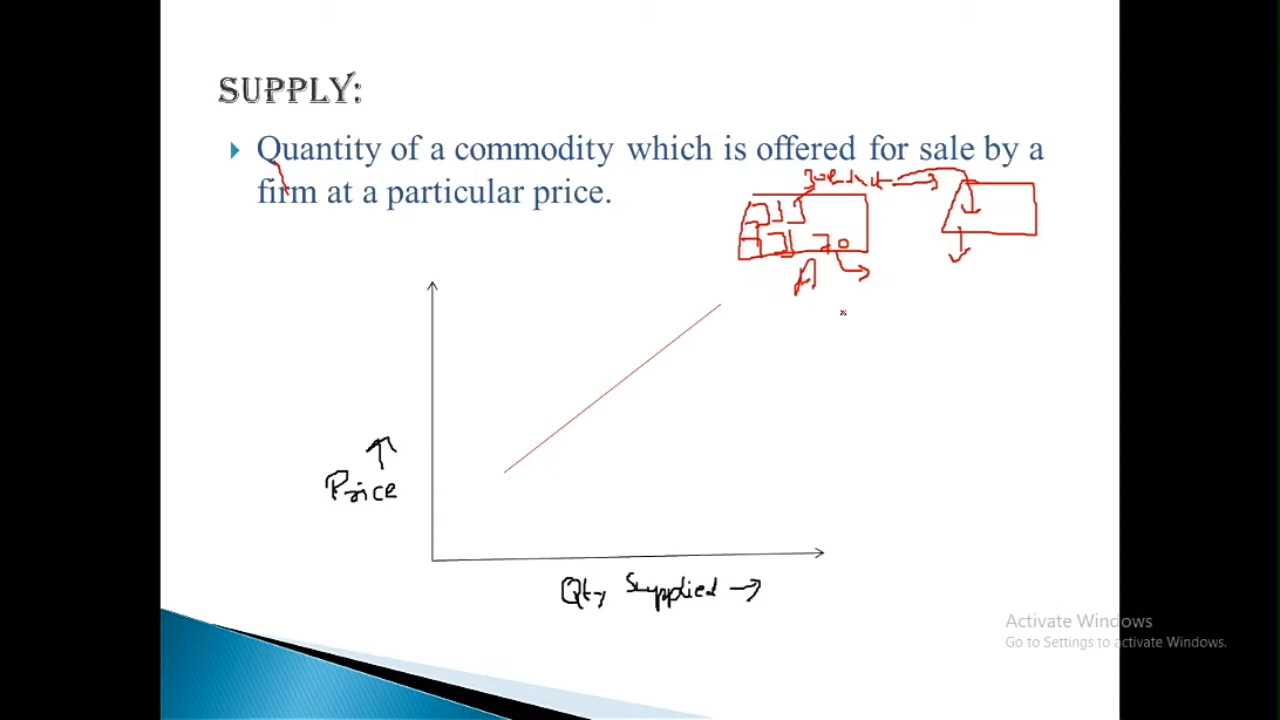 SUPPLY:
Quantity of a commodity which is offered for sale by a
firm at a particular price.
A
Price
Qty Supplied
Activate Windows
Go to Settings to activate Windows.